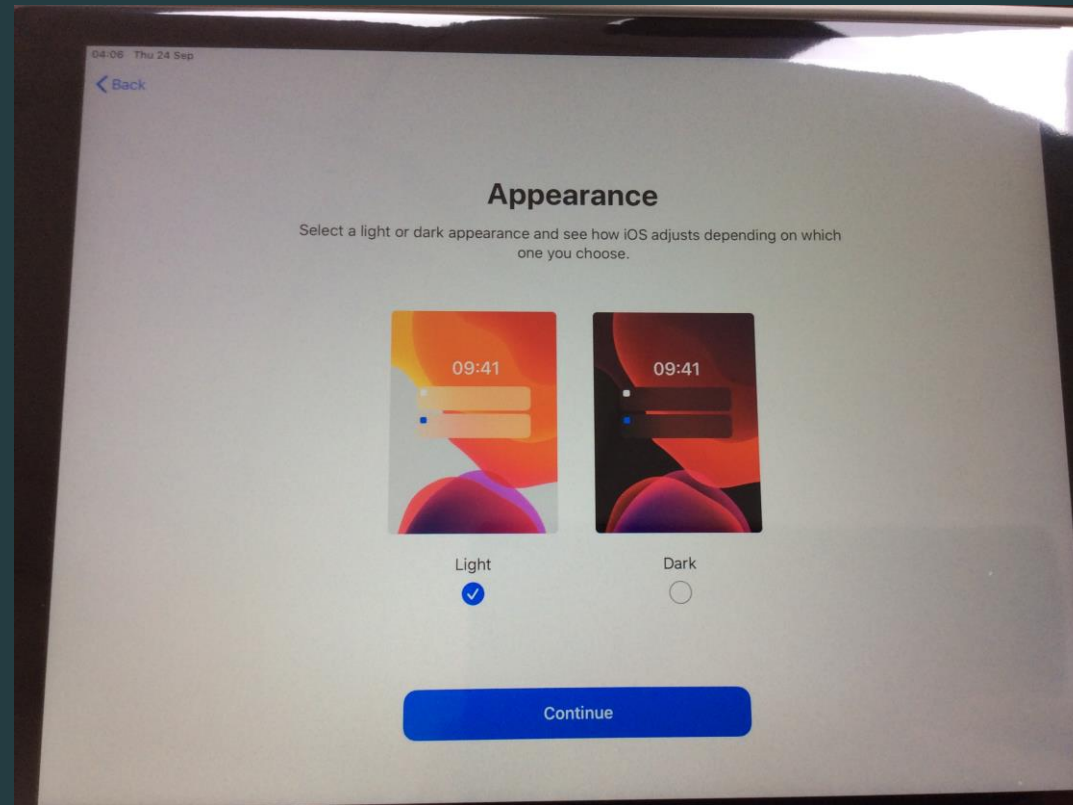 04:06 Thu 24 Sep
Back
Appearance
Select a light or dark appearance and see how iOS adjusts depending on which
one you choose.
09:41
09:41
Light
Dark
Continue